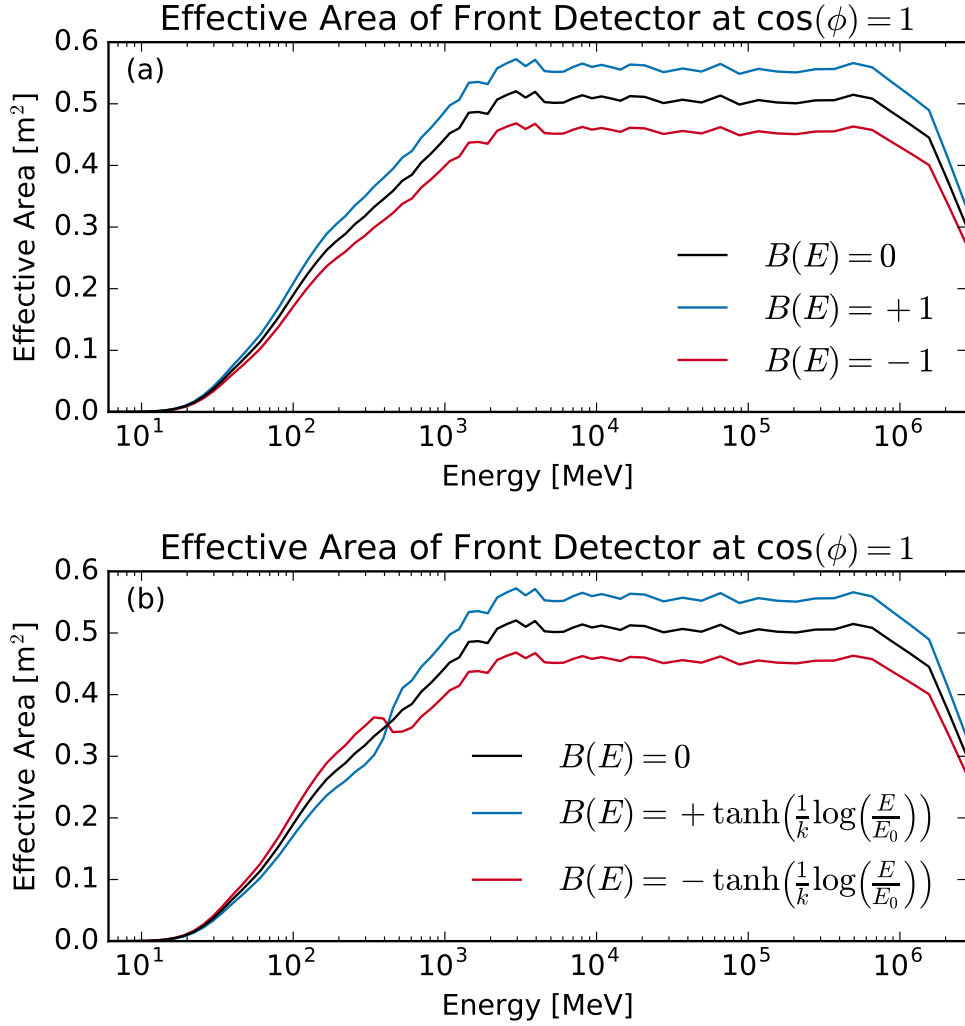 Effective Area of Front Detector at cos(φ) = 1
(a)
0.6
0.5
0.4
0.3
0.2
0.1
0.0
Effective Area [m²]
B(E) = 0
B(E) = + 1
B(E) = − 1
10¹ 10² 10³ 10⁴ 10⁵ 10⁶
Energy [MeV]
Effective Area of Front Detector at cos(φ) = 1
(b)
0.6
0.5
0.4
0.3
0.2
0.1
0.0
Effective Area [m²]
B(E) = 0
B(E) = + tanh(1/k log(E/E₀))
B(E) = − tanh(1/k log(E/E₀))
10¹ 10² 10³ 10⁴ 10⁵ 10⁶
Energy [MeV]